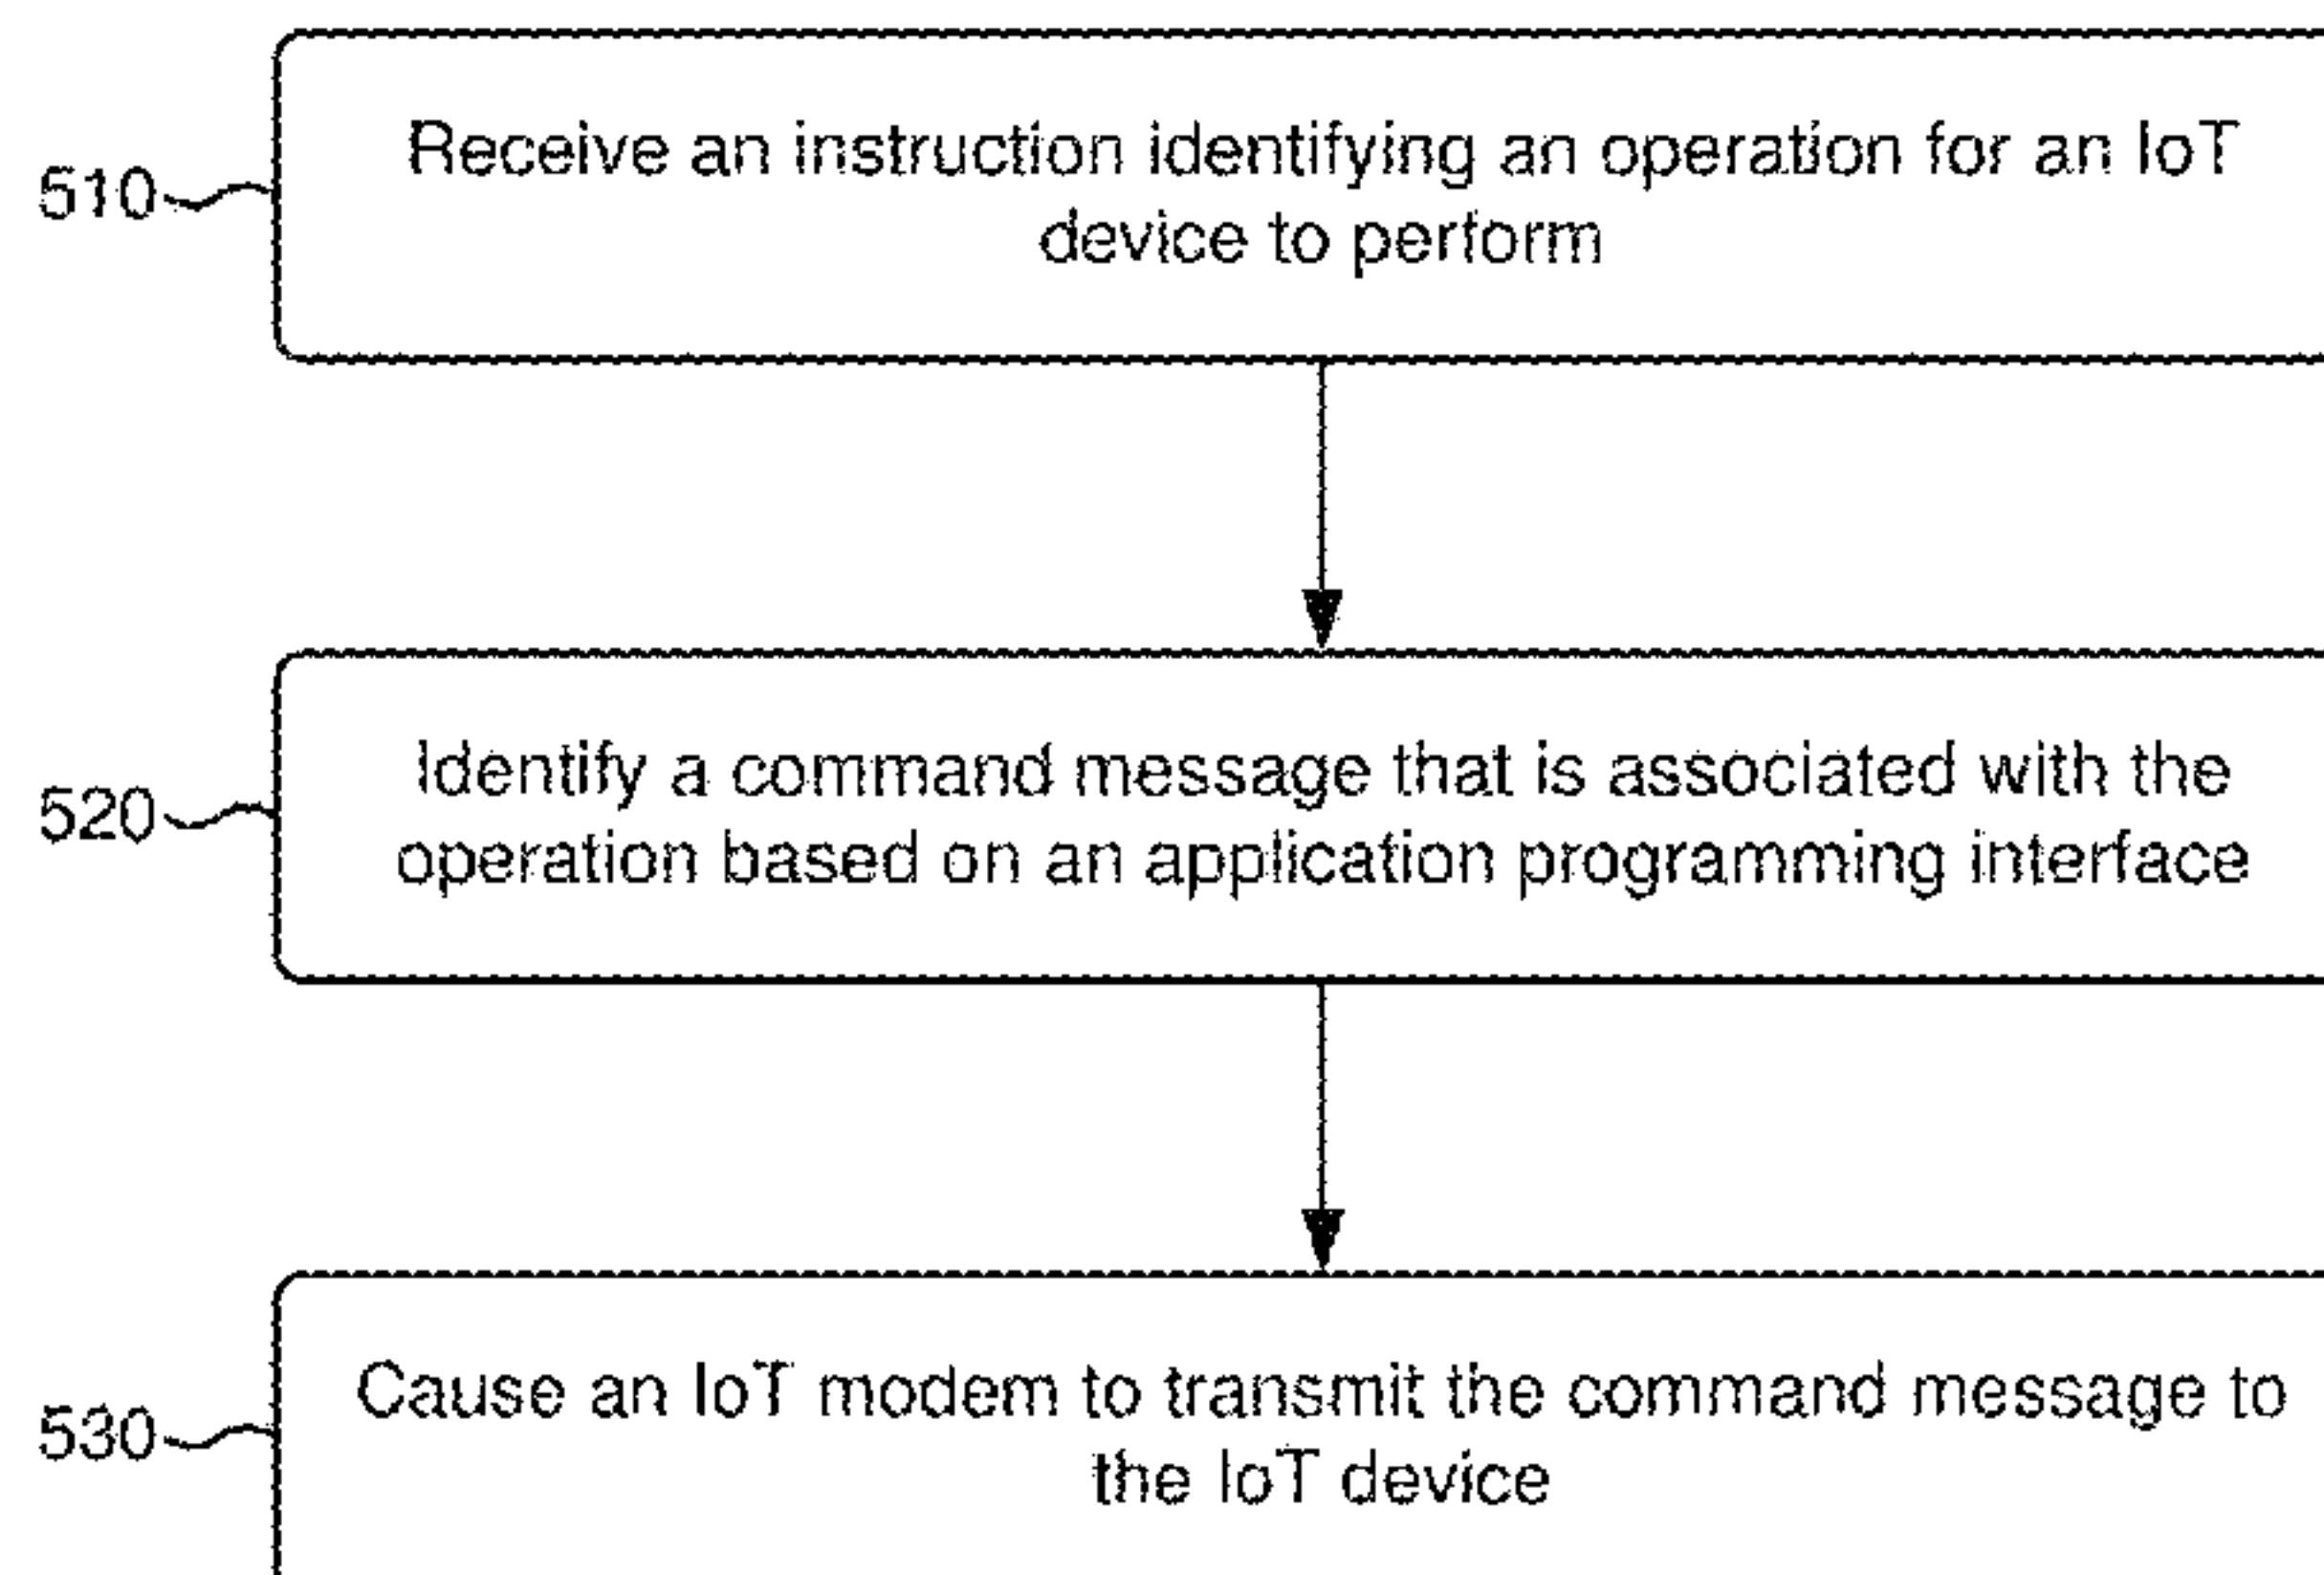 510
Receive an instruction identifying an operation for an IoT
device to perform
520
Identify a command message that is associated with the
operation based on an application programming interface
530
Cause an IoT modem to transmit the command message to
the IoT device